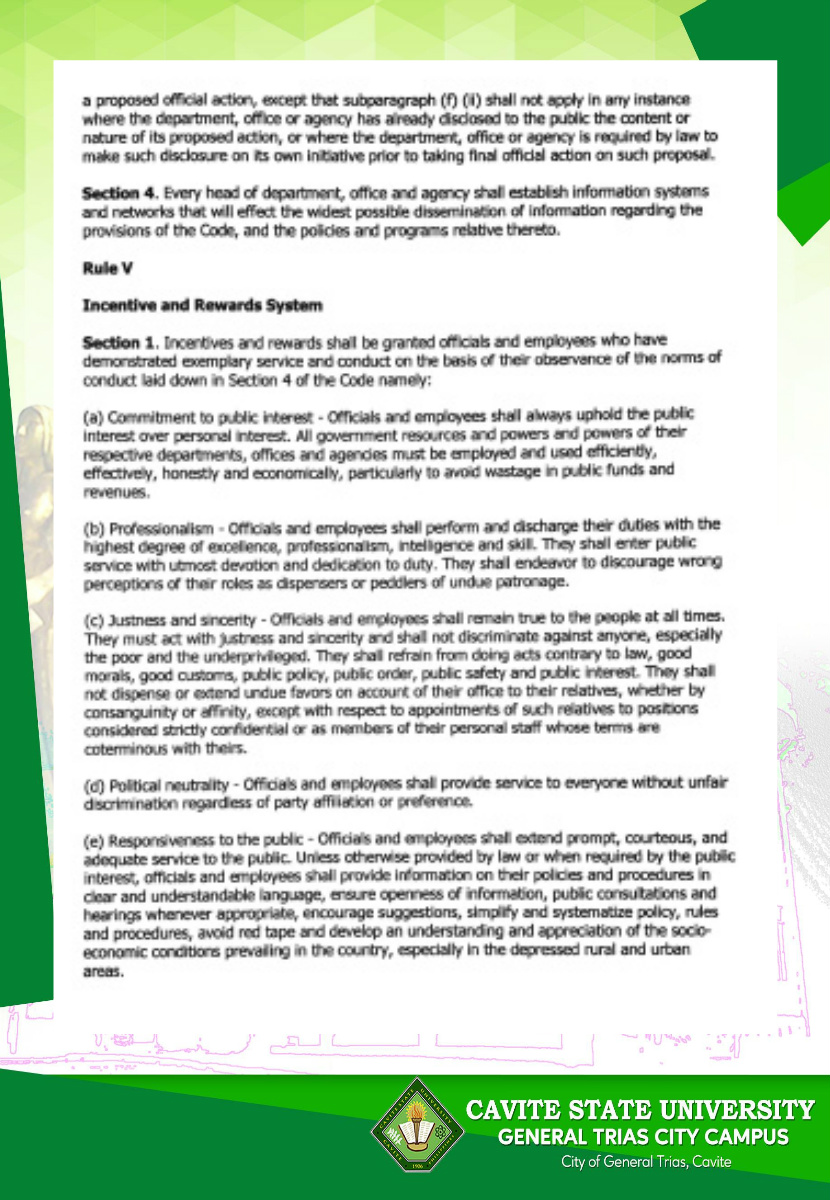 a proposed official action, except that subparagraph (f) (ii) shall not apply in any instance
where the department, office or agency has already disclosed to the public the content or
nature of its proposed action, or where the department, office or agency is required by law to
make such disclosure on its own initiative prior to taking final official action on such proposal.
Section 4. Every head of department, office and agency shall establish information systems
and networks that will effect the widest possible dissemination of information regarding the
provisions of the Code, and the policies and programs relative thereto.
Rule V
Incentive and Rewards System
Section 1. Incentives and rewards shall be granted officials and employees who have
demonstrated exemplary service and conduct on the basis of their observance of the norms of
conduct laid down in Section 4 of the Code namely:
(a) Commitment to public interest - Officials and employees shall always uphold the public
interest over personal interest. All government resources and powers and powers of their
respective departments, offices and agencies must be employed and used efficiently,
effectively, honestly and economically, particularly to avoid wastage in public funds and
revenues.
(b) Professionalism - Officials and employees shall perform and discharge their duties with the
highest degree of excellence, professionalism, intelligence and skill. They shall enter public
service with utmost devotion and dedication to duty. They shall endeavor to discourage wrong
perceptions of their roles as dispensers or peddlers of undue patronage.
(c) Justness and sincerity - Officials and employees shall remain true to the people at all times.
They must act with justness and sincerity and shall not discriminate against anyone, especially
the poor and the underprivileged. They shall refrain from doing acts contrary to law, good
morals, good customs, public policy, public order, public safety and public interest. They shall
not dispense or extend undue favors on account of their office to their relatives, whether by
consanguinity or affinity, except with respect to appointments of such relatives to positions
considered strictly confidential or as members of their personal staff whose terms are
coterminous with theirs.
(d) Political neutrality - Officials and employees shall provide service to everyone without unfair
discrimination regardless of party affiliation or preference.
(e) Responsiveness to the public - Officials and employees shall extend prompt, courteous, and
adequate service to the public. Unless otherwise provided by law or when required by the public
interest, officials and employees shall provide information on their policies and procedures in
clear and understandable language, ensure openness of information, public consultations and
hearings whenever appropriate, encourage suggestions, simplify and systematize policy, rules
and procedures, avoid red tape and develop an understanding and appreciation of the socio-
economic conditions prevailing in the country, especially in the depressed rural and urban
areas.
CAVITE STATE UNIVERSITY
GENERAL TRIAS CITY CAMPUS
City of General Trias, Cavite
1906